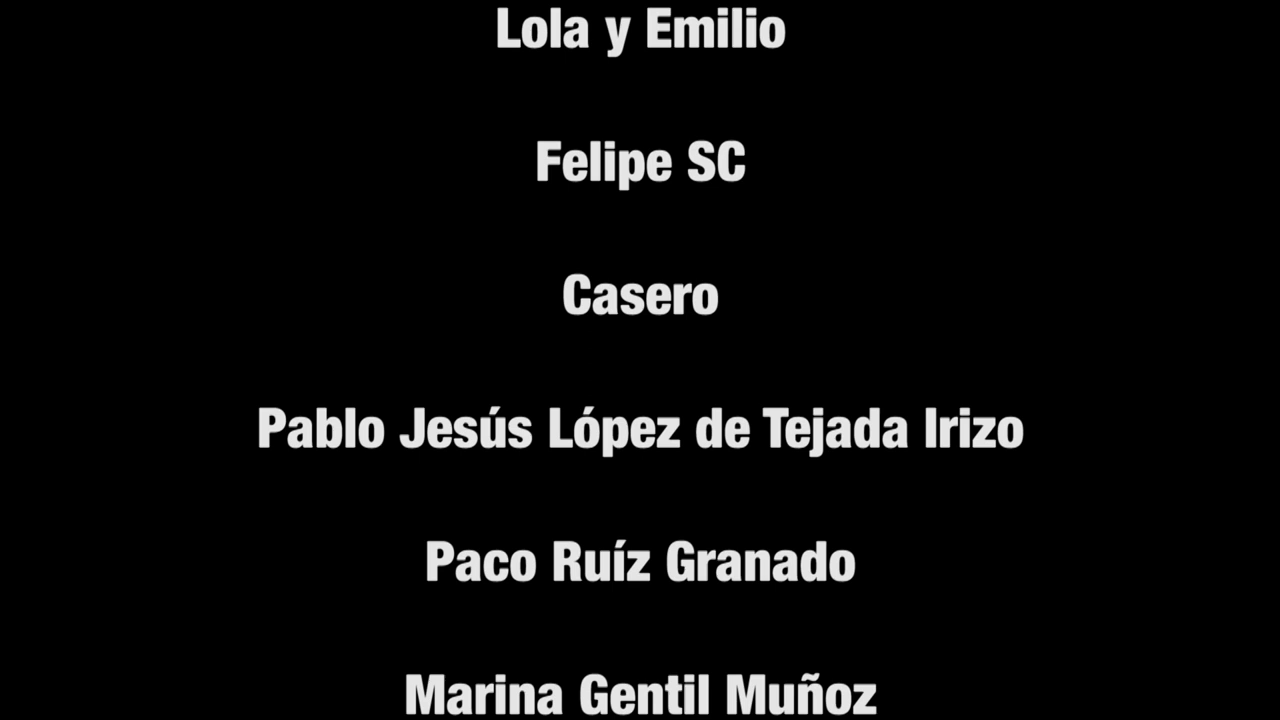 Lola y Emilio
Felipe SC
Casero
Pablo Jesús López de Tejada Irizo
Paco Ruíz Granado
Marina Gentil Muñoz